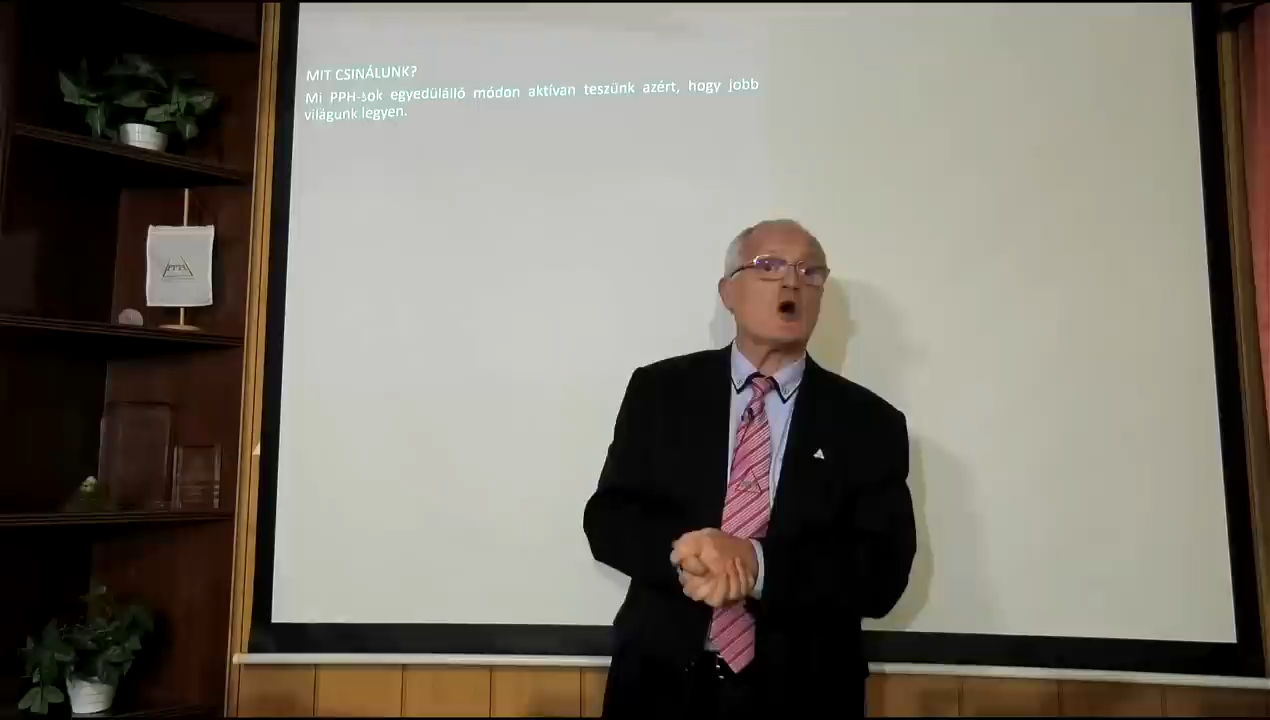 MIT CSINÁLUNK?
Mi PPH-sok egyedülálló módon aktívan teszünk azért, hogy jobb
világunk legyen.